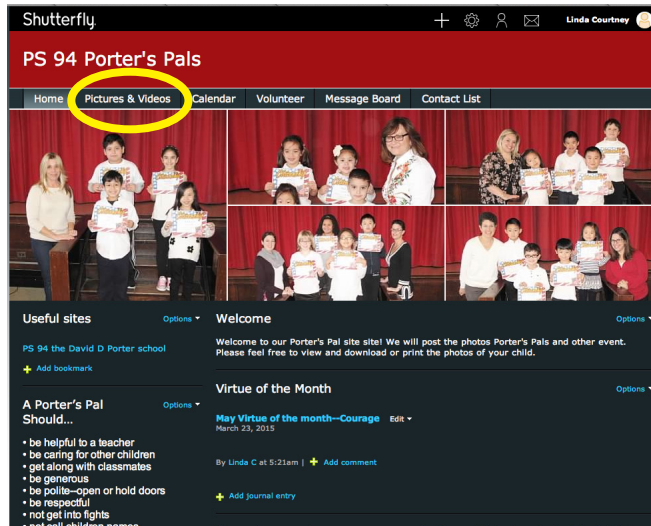 Shutterfly.
Linda Courtney
PS 94 Porter's Pals
Home Pictures & Videos Calendar Volunteer Message Board Contact List
Useful sites
Options
PS 94 the David D Porter school
Add bookmark
A Porter's Pal
Should...
Options
• be helpful to a teacher
• be caring for other children
• get along with classmates
• be generous
• be polite--open or hold doors
• be respectful
• not get into fights
• not call children names
Welcome
Options
Welcome to our Porter's Pal site site! We will post the photos Porter's Pals and other event.
Please feel free to view and download or print the photos of your child.
Virtue of the Month
Options
May Virtue of the month--Courage Edit
March 23, 2015
By Linda C at 5:21am | Add comment
Add journal entry